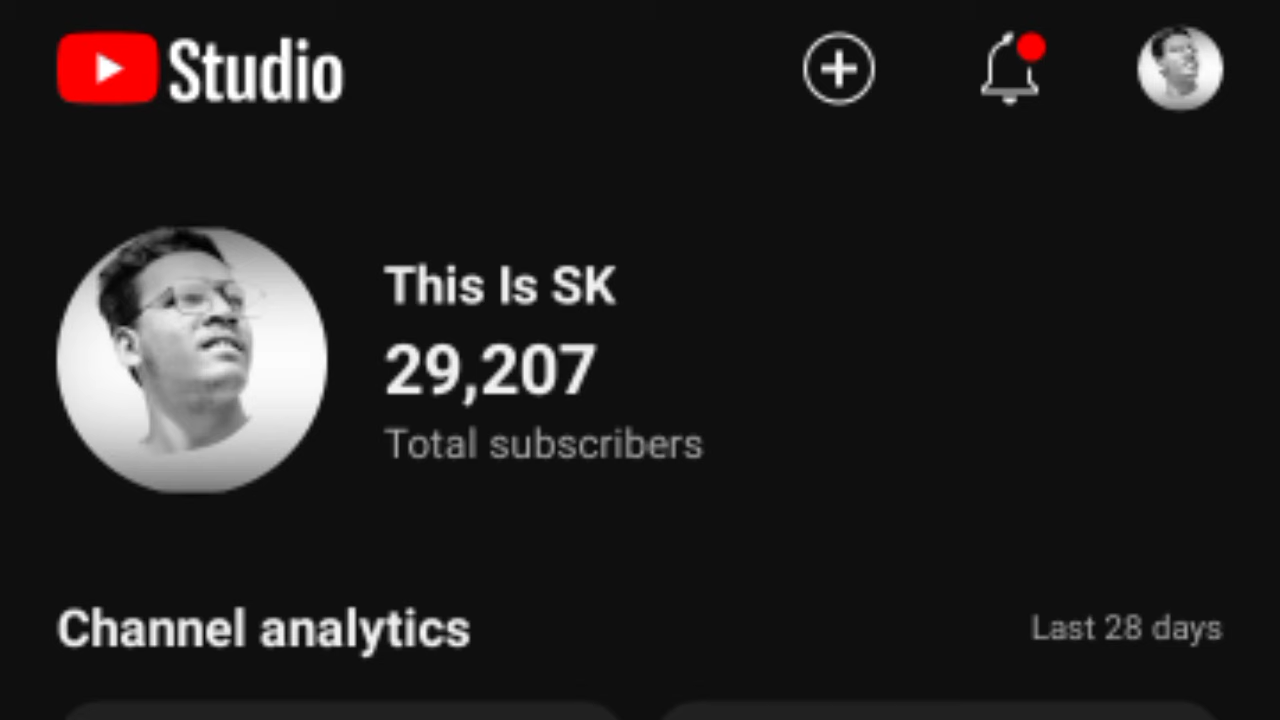 Studio
This Is SK
29,207
Total subscribers
Channel analytics
Last 28 days